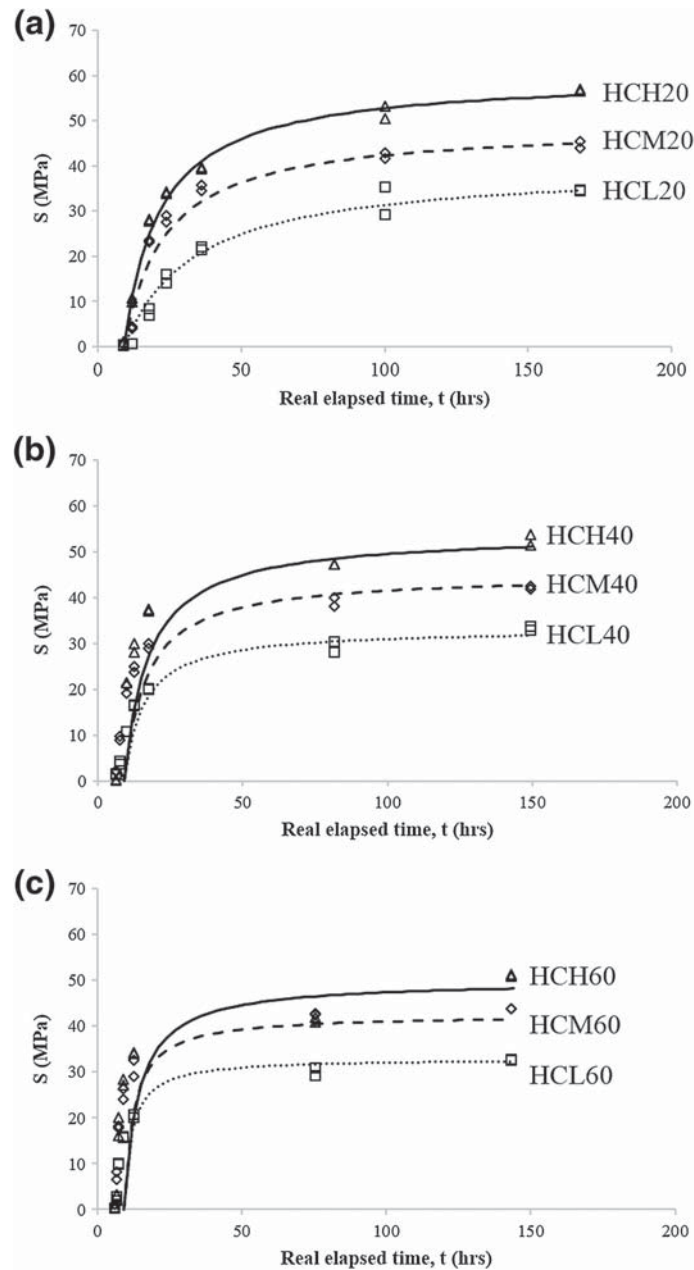 (a)
70
60
50
40
30
20
10
0
S (MPa)
HCH20
HCM20
HCL20
0 50 100 150 200
Real elapsed time, t (hrs)
(b)
70
60
50
40
30
20
10
0
S (MPa)
HCH40
HCM40
HCL40
0 50 100 150 200
Real elapsed time, t (hrs)
(c)
70
60
50
40
30
20
10
0
S (MPa)
HCH60
HCM60
HCL60
0 50 100 150 200
Real elapsed time, t (hrs)